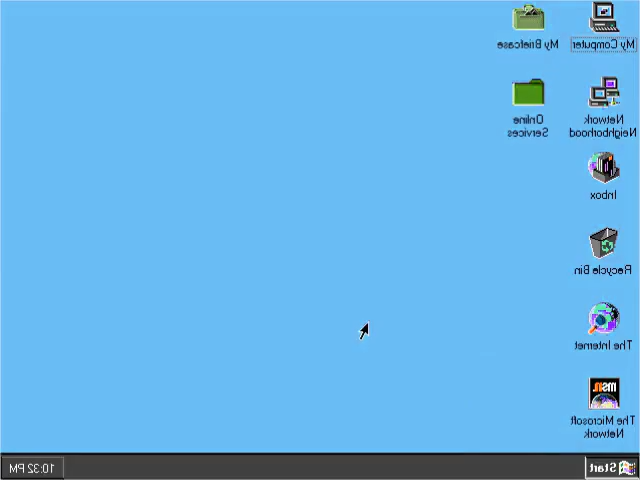 My Computer
My Briefcase
Network
Neighborhood
Online
Services
Inbox
Recycle Bin
The Internet
msn
The Microsoft
Network
Start
10:32 PM